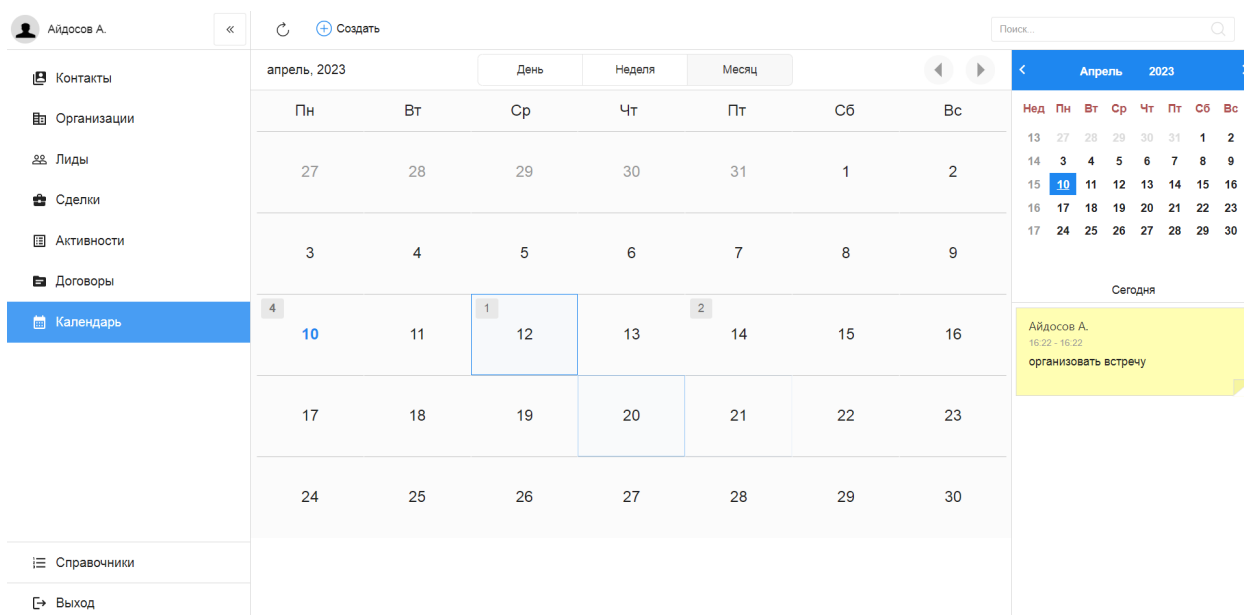 Айдосов А. «
Создать
Поиск...
Контакты
Организации
Лиды
Сделки
Активности
Договоры
Календарь
Справочники
Выход
апрель, 2023 День Неделя Месяц
Пн Вт Ср Чт Пт Сб Вс
27 28 29 30 31 1 2
3 4 5 6 7 8 9
4 1 2
10 11 12 13 14 15 16
17 18 19 20 21 22 23
24 25 26 27 28 29 30
Апрель 2023
Нед Пн Вт Ср Чт Пт Сб Вс
13 27 28 29 30 31 1 2
14 3 4 5 6 7 8 9
15 10 11 12 13 14 15 16
16 17 18 19 20 21 22 23
17 24 25 26 27 28 29 30
Сегодня
Айдосов А.
16:22 - 16:22
организовать встречу